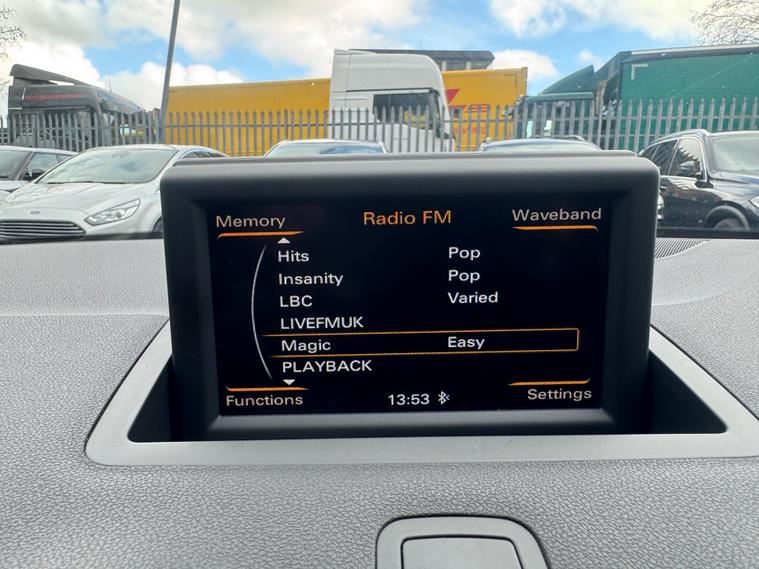 Memory Radio FM Waveband
Hits Pop
Insanity Pop
LBC Varied
LIVEFMUK
Magic Easy
PLAYBACK
Functions 13:53 Settings